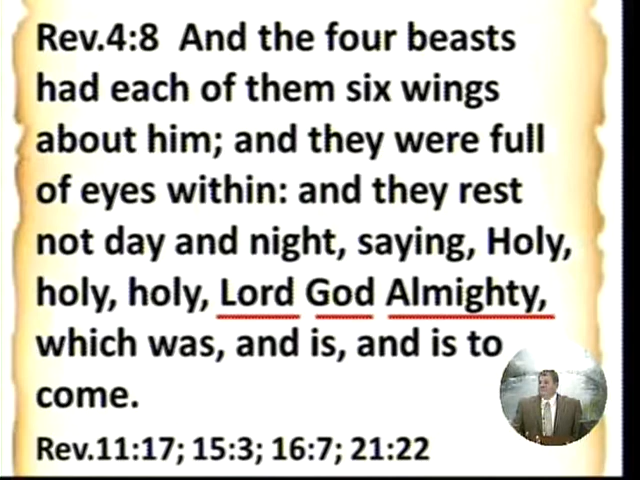 Rev.4:8  And the four beasts
had each of them six wings
about him; and they were full
of eyes within: and they rest
not day and night, saying, Holy,
holy, holy, Lord God Almighty,
which was, and is, and is to
come.
Rev.11:17; 15:3; 16:7; 21:22